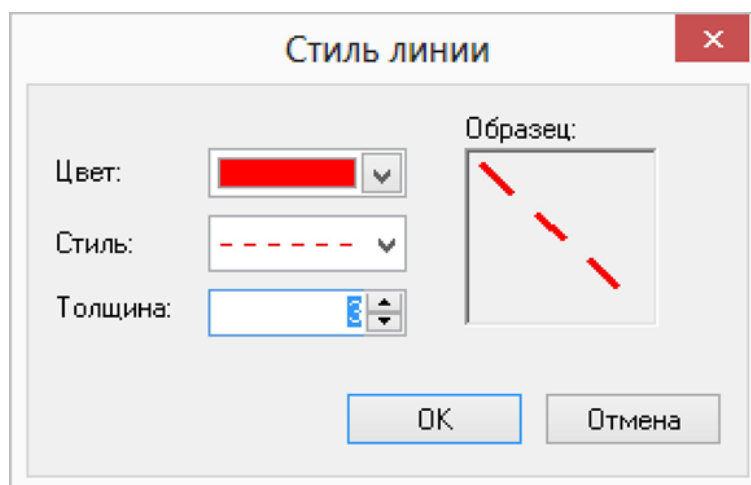 Стиль линии
Образец:
Цвет:
Стиль:
Толщина:
3
OK
Отмена